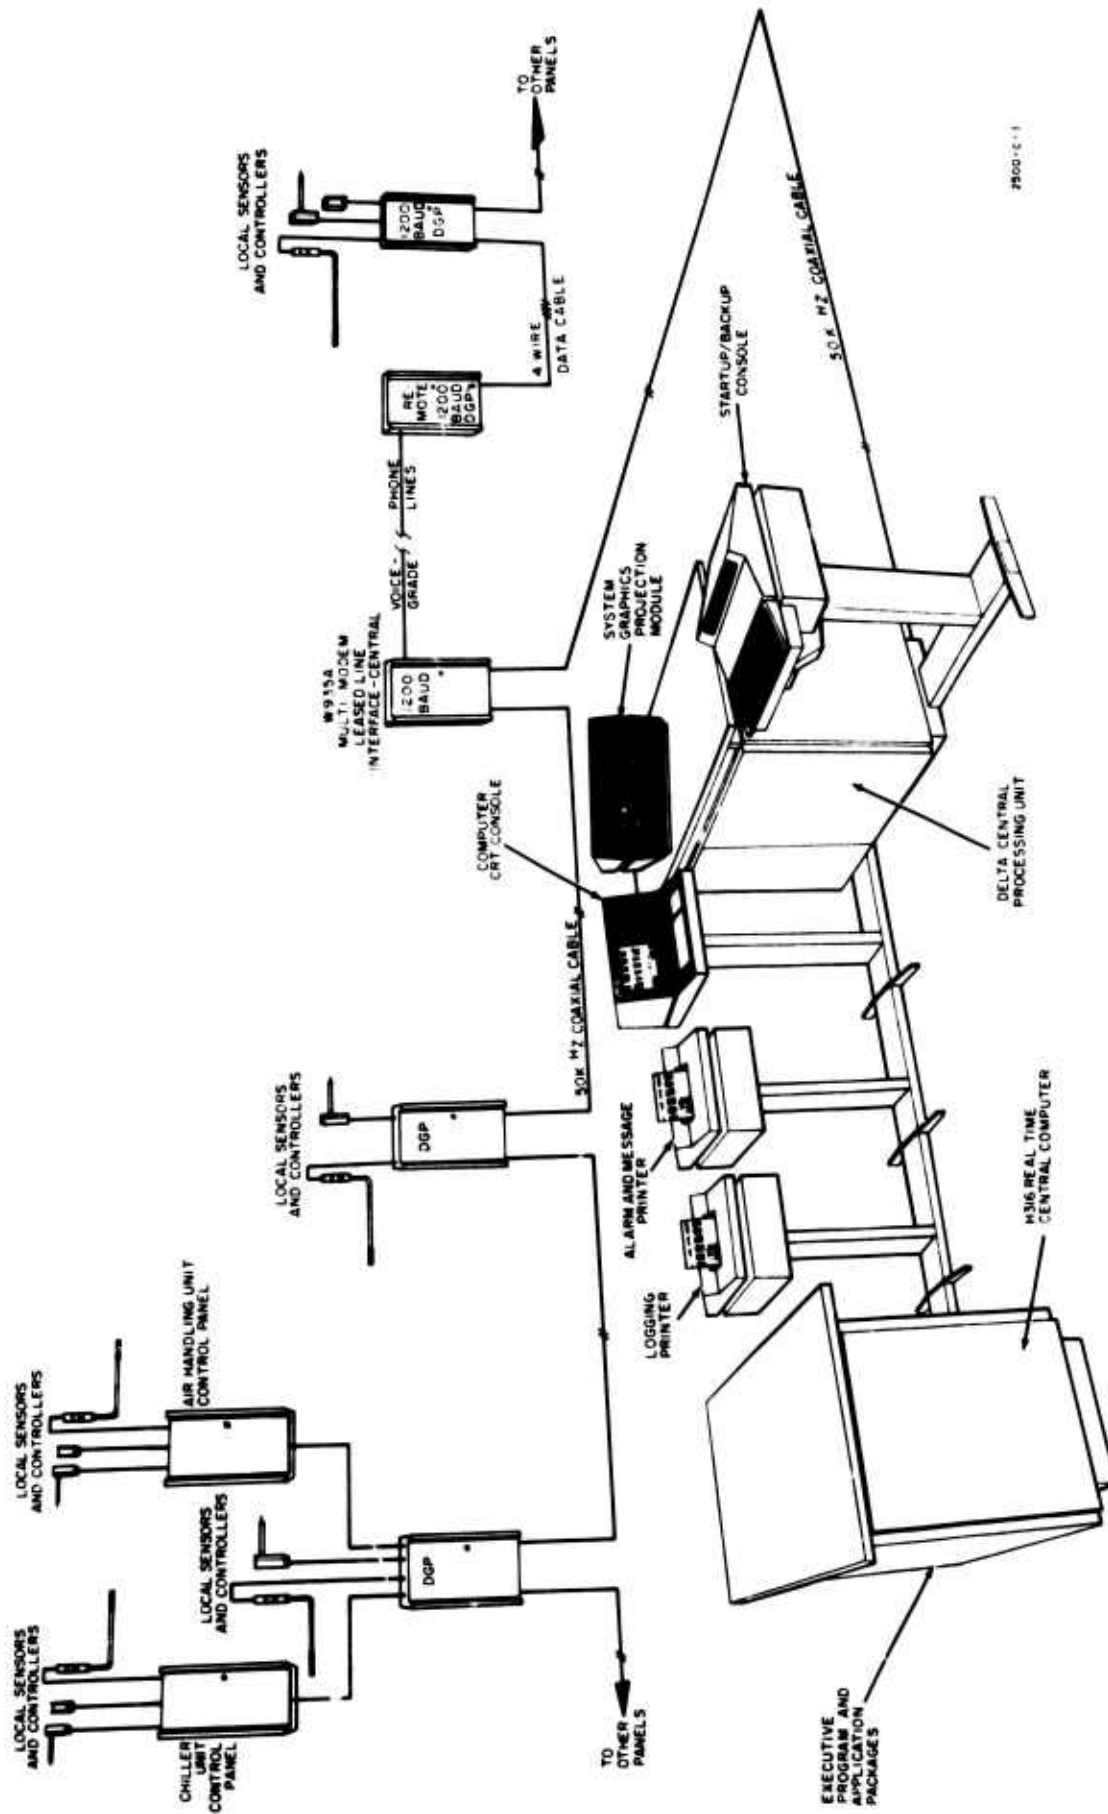 LOCAL SENSORS
AND CONTROLLERS
CHILLER
UNIT
CONTROL
PANEL
LOCAL SENSORS
AND CONTROLLERS
AIR HANDLING UNIT
CONTROL PANEL
LOCAL SENSORS
AND CONTROLLERS
DGP
TO
OTHER
PANELS
LOCAL SENSORS
AND CONTROLLERS
DGP
50K HZ COAXIAL CABLE
W935A
MULTI MODEM
LEASED LINE
INTERFACE-CENTRAL
1200
BAUD
VOICE-
GRADE
PHONE
LINES
RE-
MOTE
1200
BAUD
DGP
4 WIRE
DATA CABLE
LOCAL SENSORS
AND CONTROLLERS
1200
BAUD
DGP
TO
OTHER
PANELS
EXECUTIVE
PROGRAM AND
APPLICATION
PACKAGES
LOGGING
PRINTER
ALARM AND MESSAGE
PRINTER
COMPUTER
CRT CONSOLE
SYSTEM
GRAPHICS
PROJECTION
MODULE
STARTUP/BACKUP
CONSOLE
50K HZ COAXIAL CABLE
H316 REAL TIME
CENTRAL COMPUTER
DELTA CENTRAL
PROCESSING UNIT